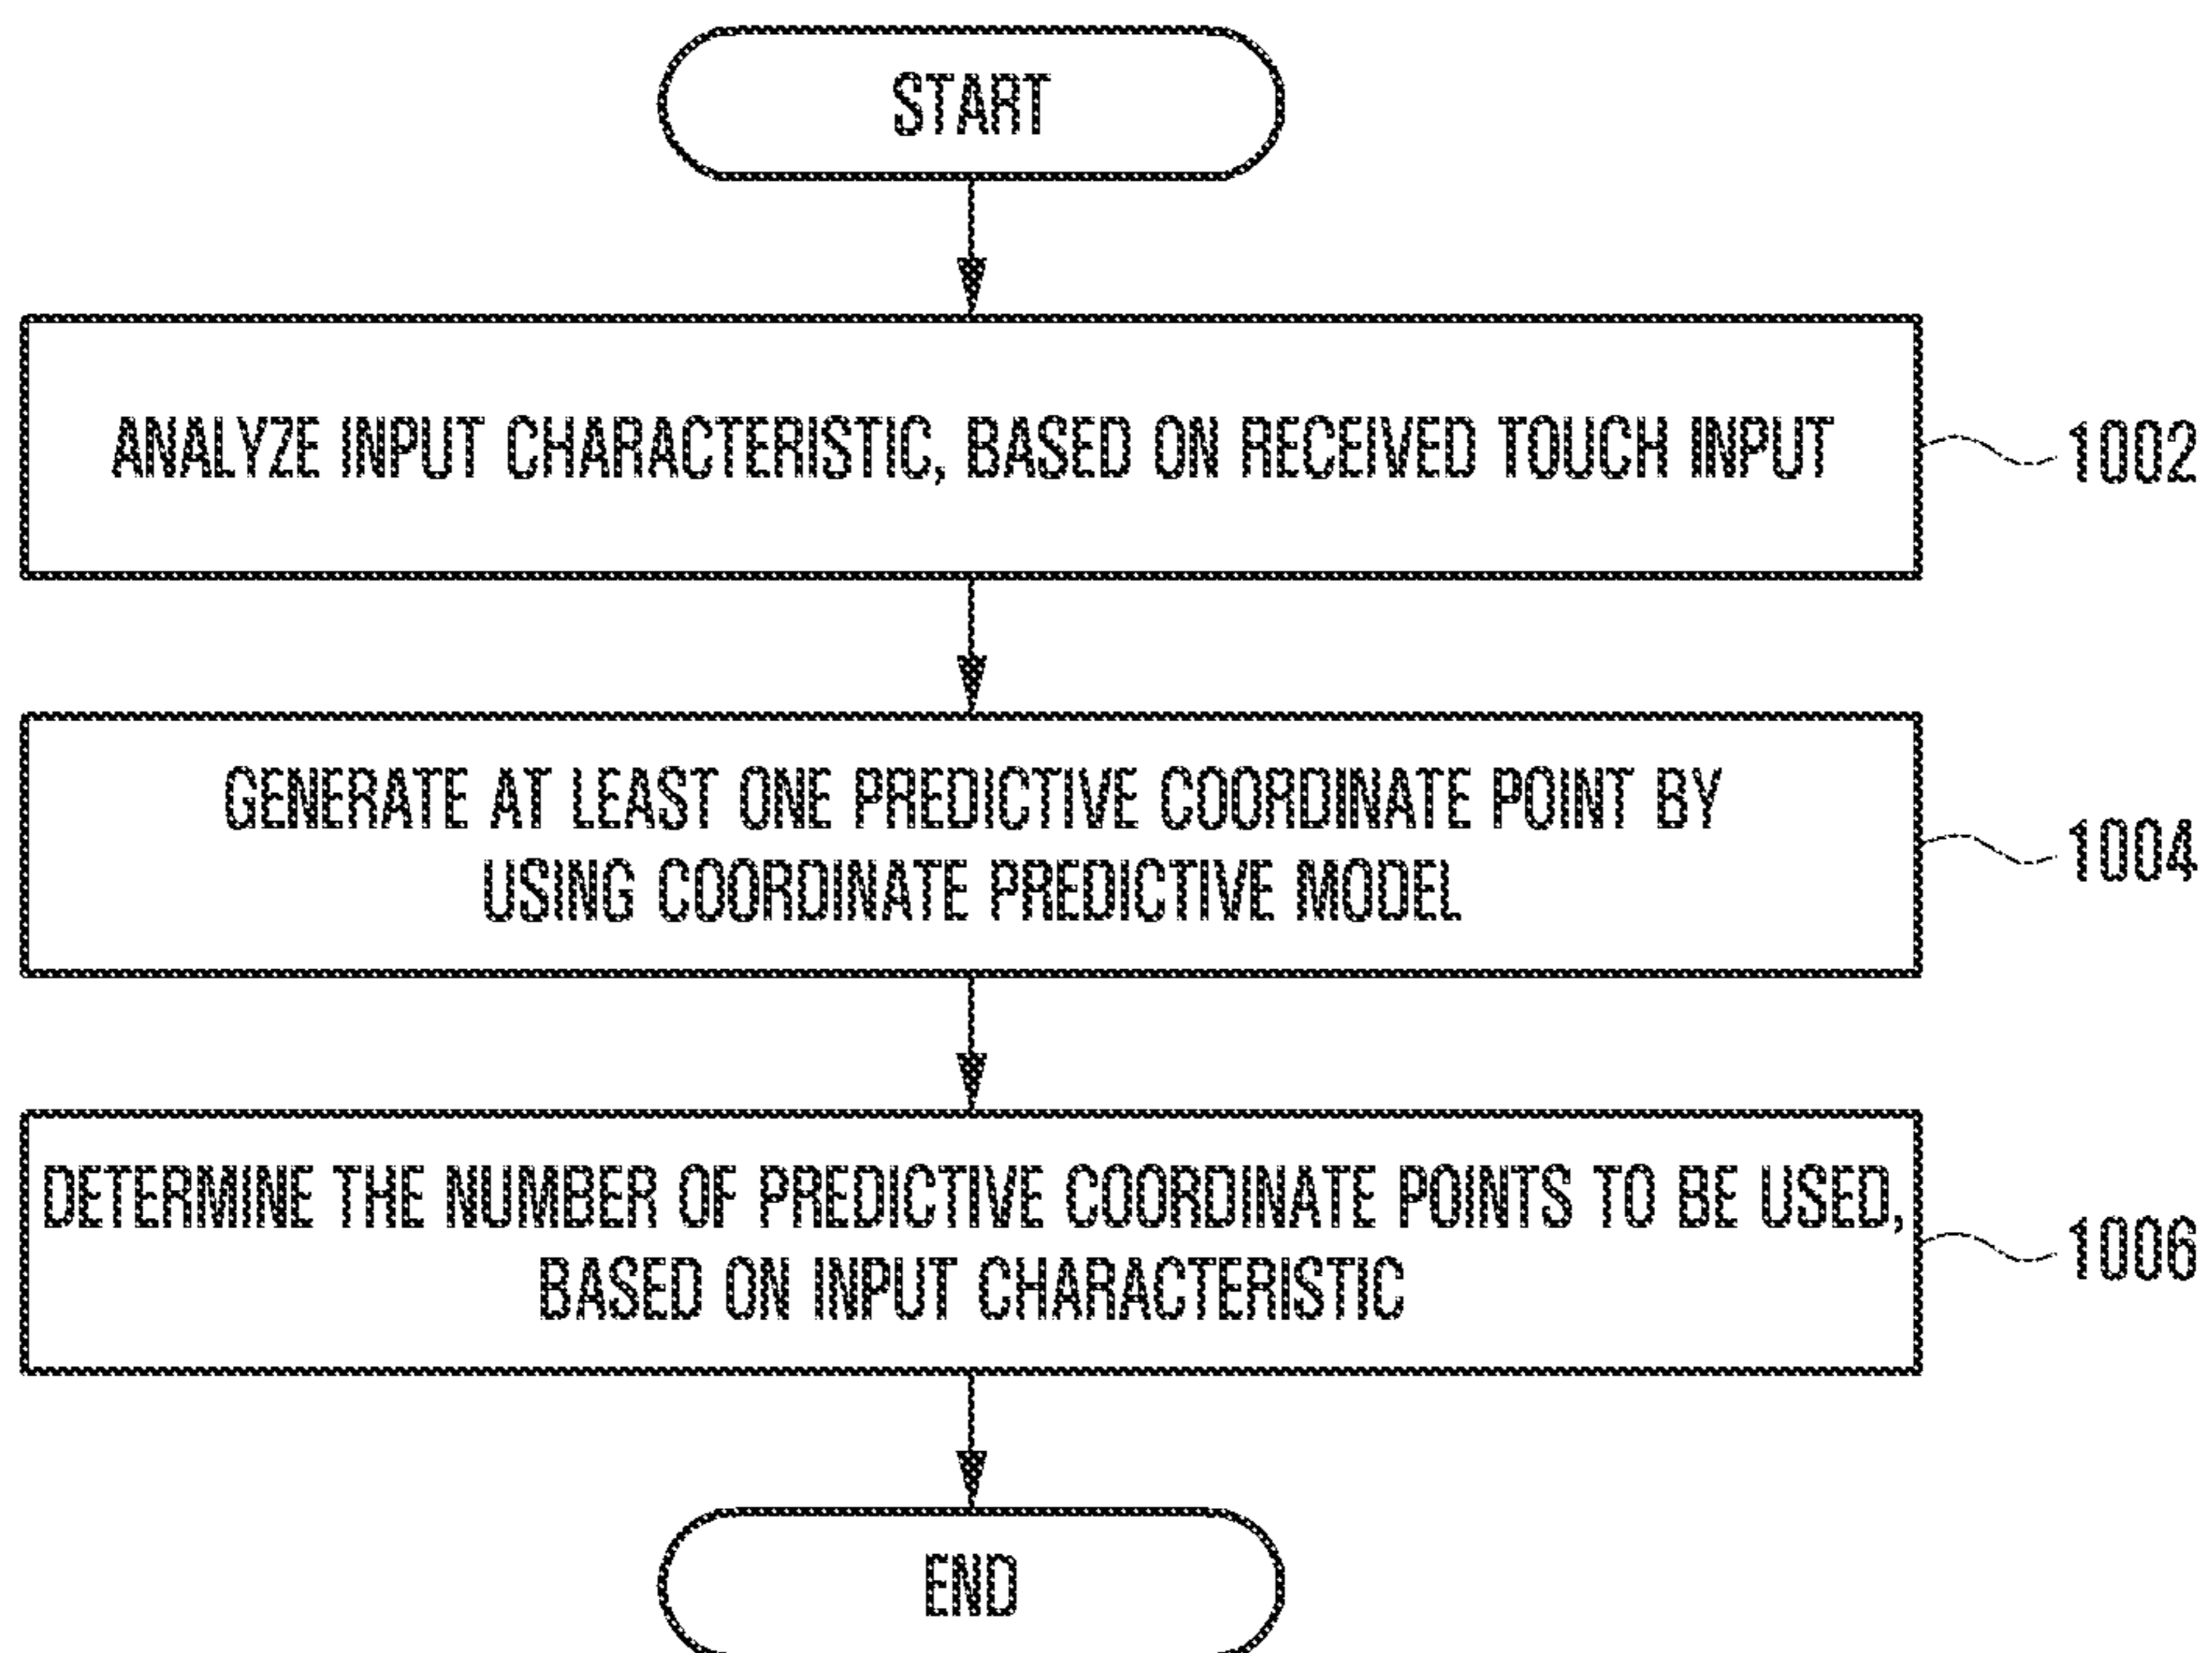 START
ANALYZE INPUT CHARACTERISTIC, BASED ON RECEIVED TOUCH INPUT
1002
GENERATE AT LEAST ONE PREDICTIVE COORDINATE POINT BY
USING COORDINATE PREDICTIVE MODEL
1004
DETERMINE THE NUMBER OF PREDICTIVE COORDINATE POINTS TO BE USED,
BASED ON INPUT CHARACTERISTIC
1006
END